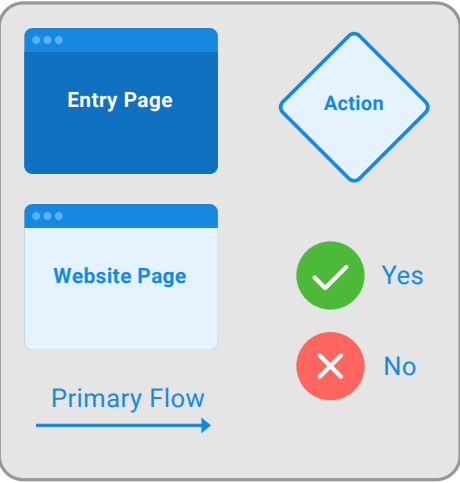 Entry Page
Action
Website Page
Yes
No
Primary Flow